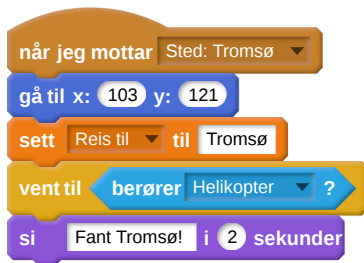 når jeg mottar Sted: Tromsø
gå til x: 103 y: 121
sett Reis til til Tromsø
vent til berører Helikopter ?
si Fant Tromsø! i 2 sekunder